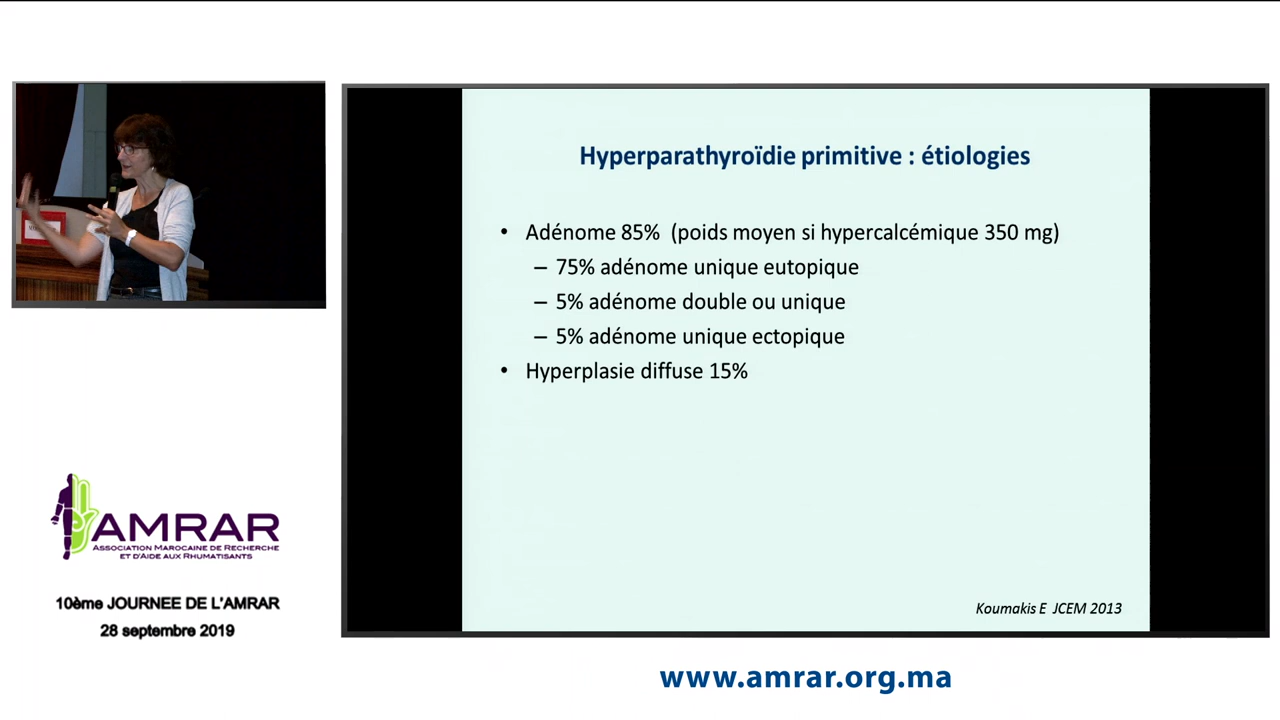 Hyperparathyroïdie primitive : étiologies
• Adénome 85% (poids moyen si hypercalcémique 350 mg)
– 75% adénome unique eutopique
– 5% adénome double ou unique
– 5% adénome unique ectopique
• Hyperplasie diffuse 15%
Koumakis E JCEM 2013
AMRAR
ASSOCIATION MAROCAINE DE RECHERCHE
ET D'AIDE AUX RHUMATISANTS
10ème JOURNEE DE L'AMRAR
28 septembre 2019
www.amrar.org.ma